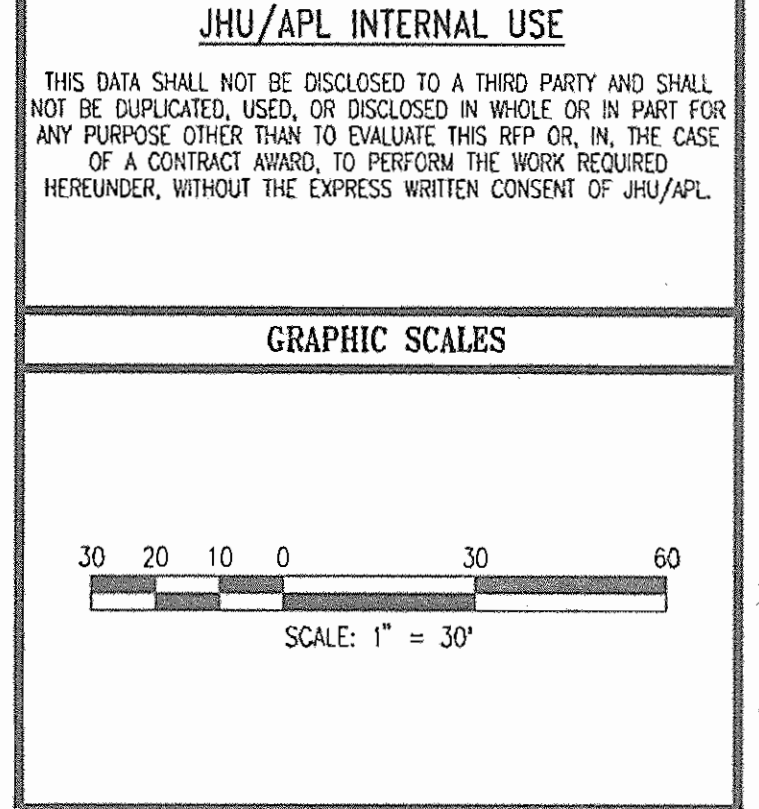 JHU/APL INTERNAL USE
THIS DATA SHALL NOT BE DISCLOSED TO A THIRD PARTY AND SHALL
NOT BE DUPLICATED, USED, OR DISCLOSED IN WHOLE OR IN PART FOR
ANY PURPOSE OTHER THAN TO EVALUATE THIS RFP OR, IN, THE CASE
OF A CONTRACT AWARD, TO PERFORM THE WORK REQUIRED
HEREUNDER, WITHOUT THE EXPRESS WRITTEN CONSENT OF JHU/APL.
GRAPHIC SCALES
30 20 10 0 30 60
SCALE: 1" = 30'